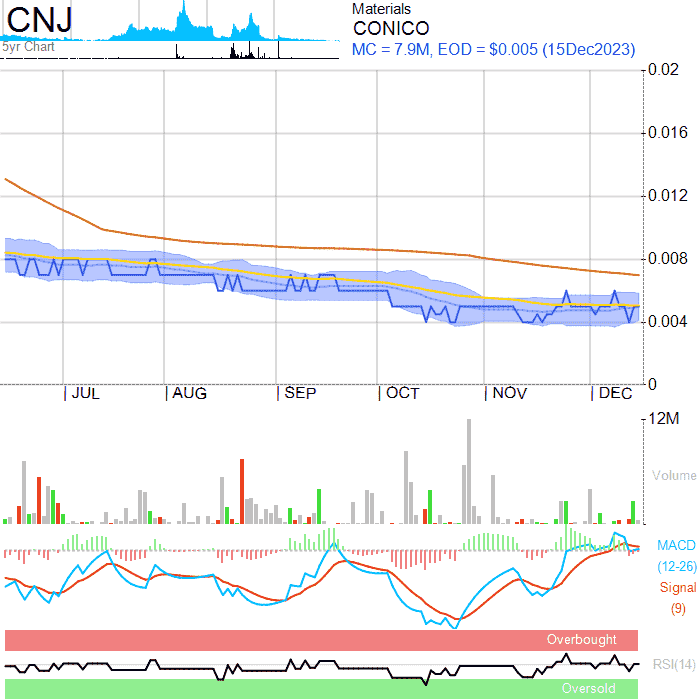 CNJ
5yr Chart
Materials
CONICO
MC = 7.9M, EOD = $0.005 (15Dec2023)
0.02
0.016
0.012
0.008
0.004
0
JUL AUG SEP OCT NOV DEC
12M
Volume
MACD
(12-26)
Signal
(9)
Overbought
RSI(14)
Oversold